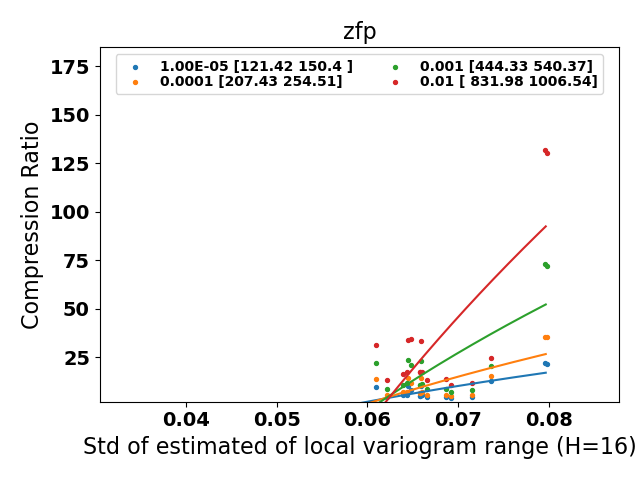 zfp
1.00E-05 [121.42 150.4 ]
0.0001 [207.43 254.51]
0.001 [444.33 540.37]
0.01 [ 831.98 1006.54]
Compression Ratio
175
150
125
100
75
50
25
0.04 0.05 0.06 0.07 0.08
Std of estimated of local variogram range (H=16)